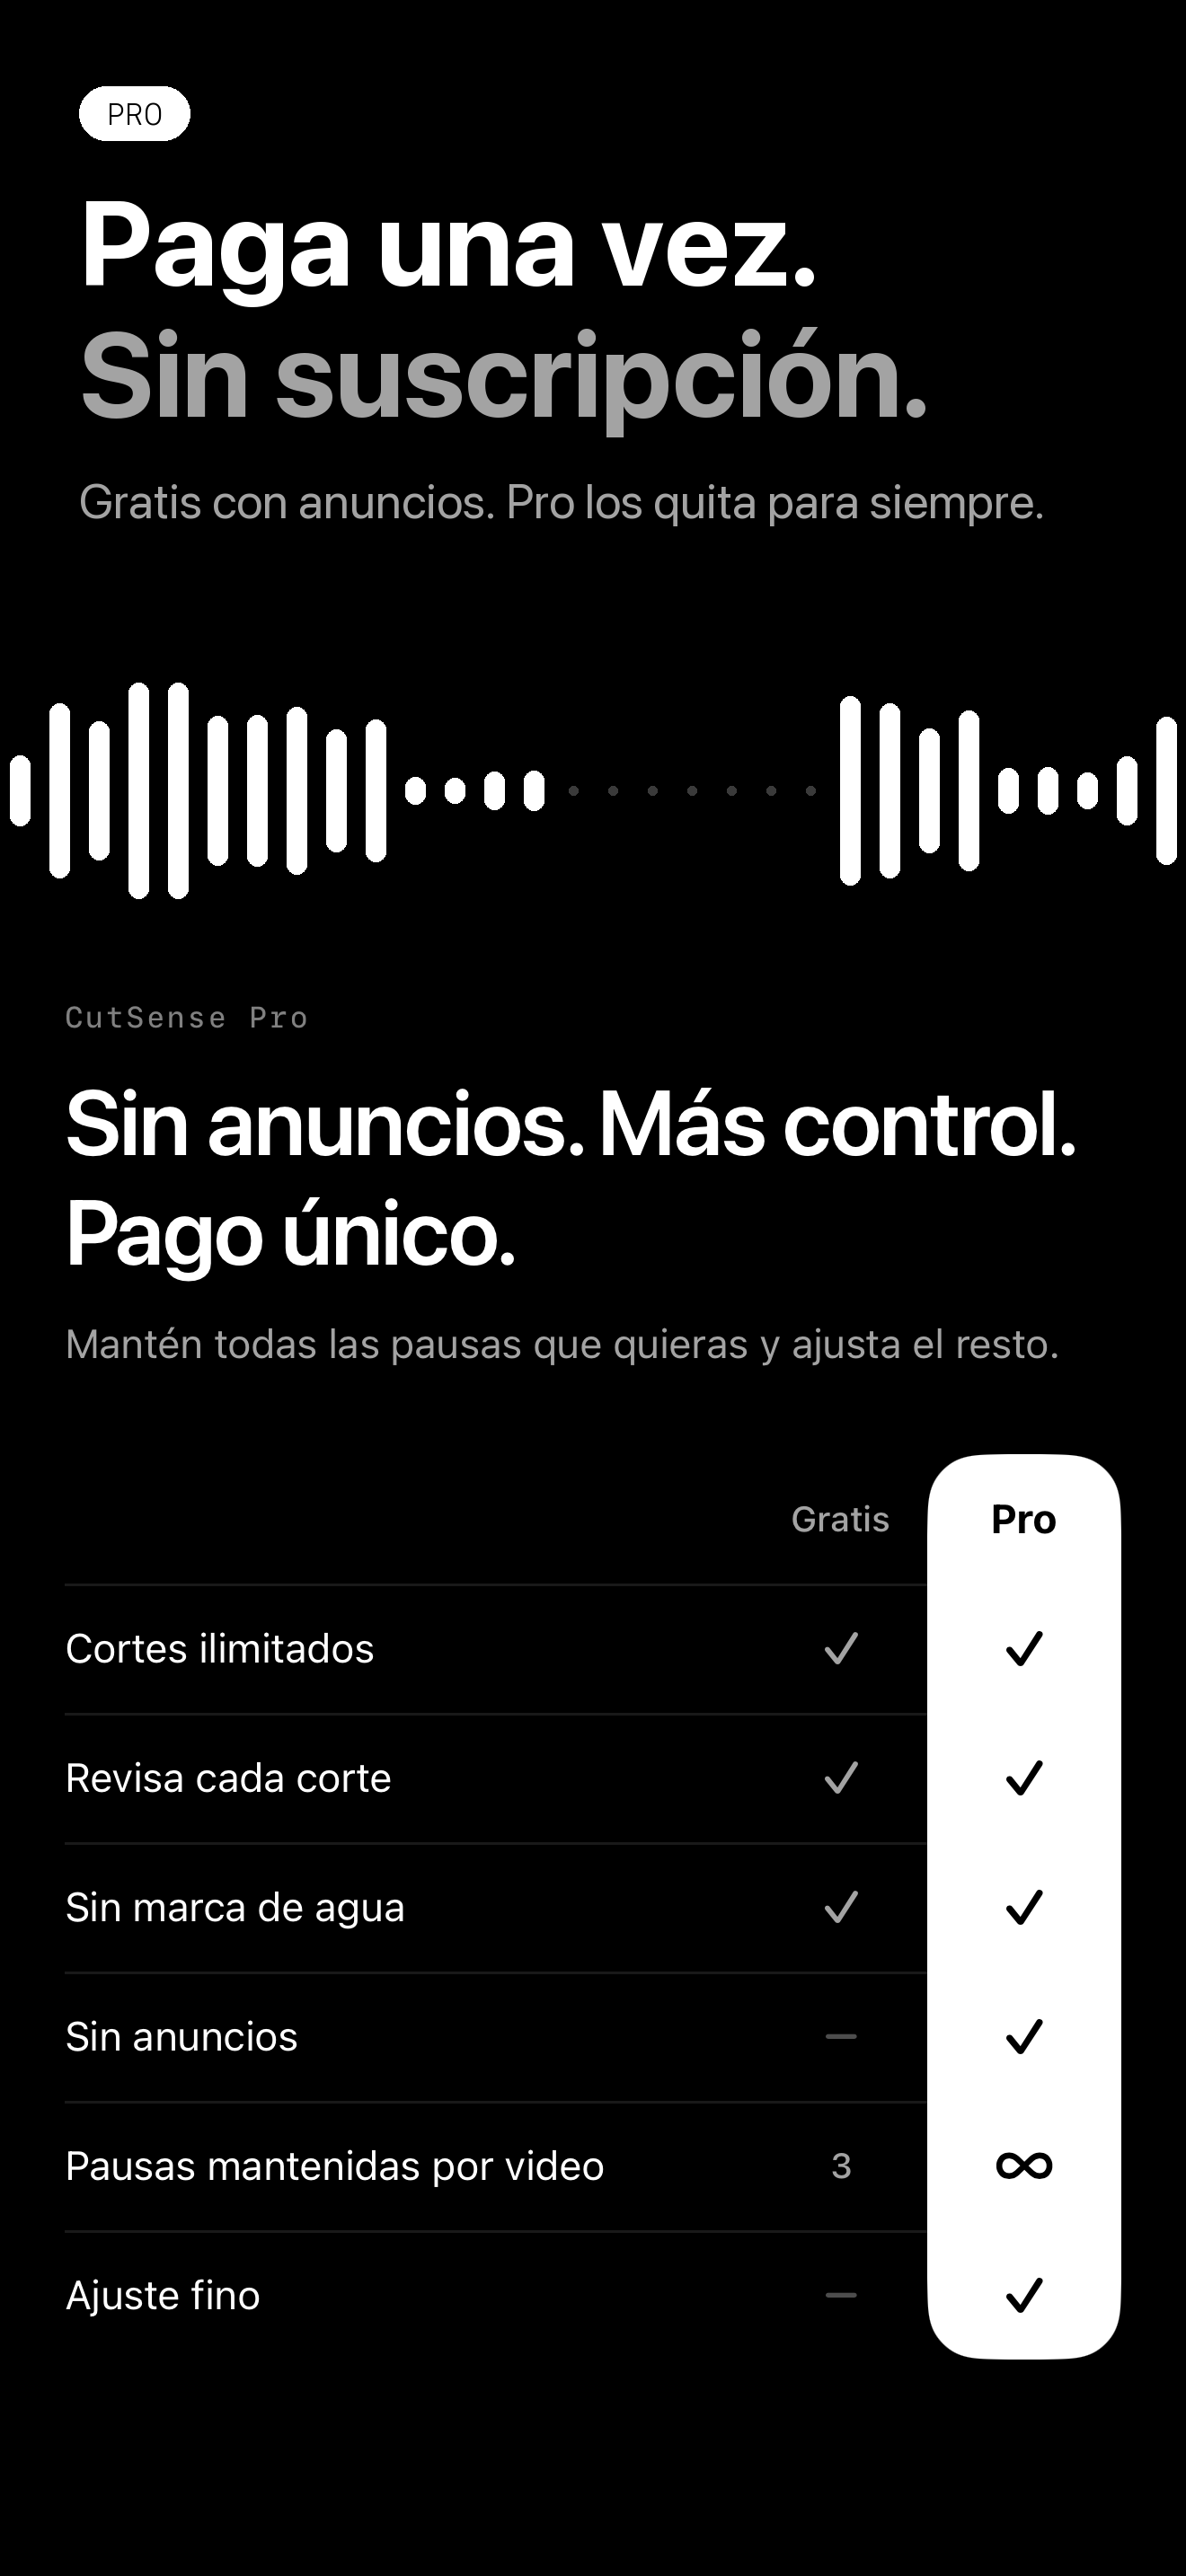 PRO
Paga una vez.
Sin suscripción.
Gratis con anuncios. Pro los quita para siempre.
CutSense Pro
Sin anuncios. Más control.
Pago único.
Mantén todas las pausas que quieras y ajusta el resto.
Gratis Pro
Cortes ilimitados ✓ ✓
Revisa cada corte ✓ ✓
Sin marca de agua ✓ ✓
Sin anuncios — ✓
Pausas mantenidas por video 3 ∞
Ajuste fino — ✓